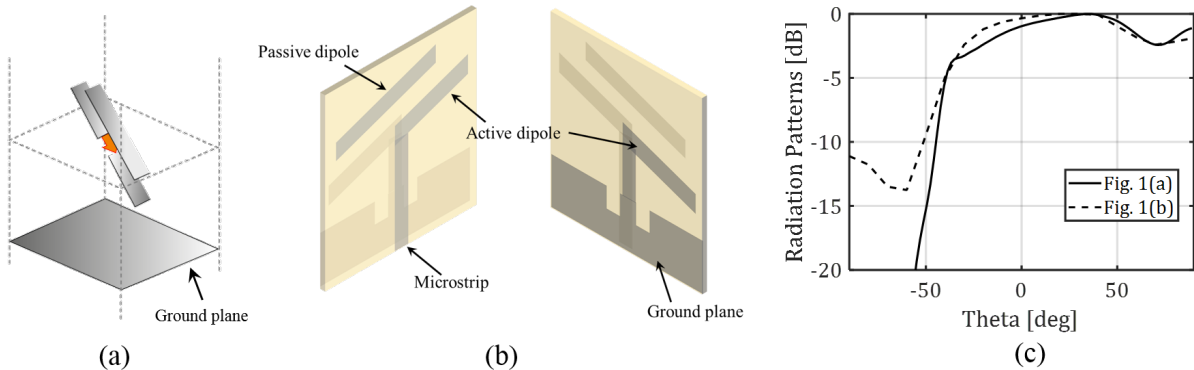 Ground plane
(a)
Passive dipole
Active dipole
Microstrip
Ground plane
(b)
Radiation Patterns [dB]
0
-5
-10
-15
-20
-50
0
50
Theta [deg]
Fig. 1(a)
Fig. 1(b)
(c)